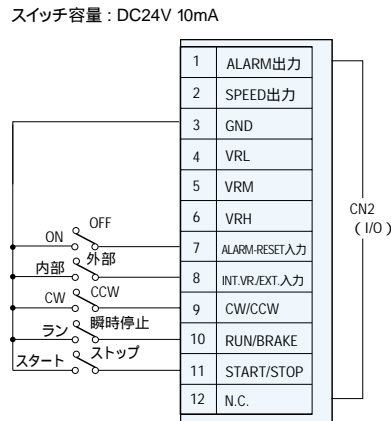 スイッチ容量 : DC24V 10mA
1 ALARM出力
2 SPEED出力
3 GND
4 VRL
5 VRM
6 VRH
7 ALARM-RESET入力
8 INT.VR./EXT.入力
9 CW/CCW
10 RUN/BRAKE
11 START/STOP
12 N.C.
CN2
( I/O )
ON OFF
内部 外部
CW CCW
ラン 瞬時停止
スタート ストップ